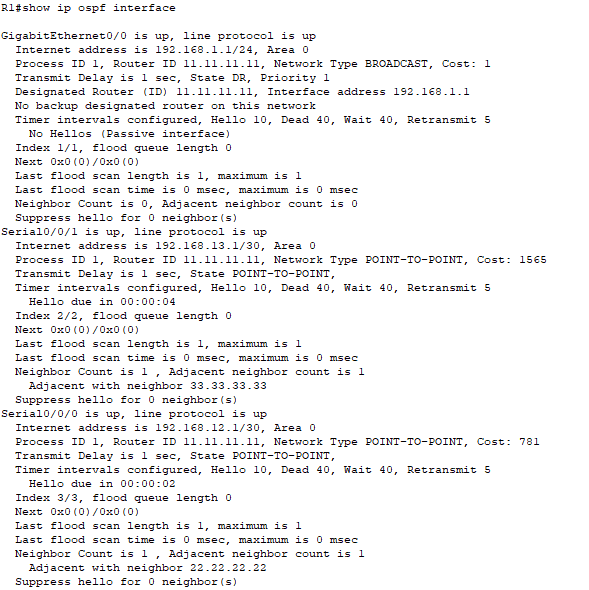 R1#show ip ospf interface

GigabitEthernet0/0 is up, line protocol is up
  Internet address is 192.168.1.1/24, Area 0
  Process ID 1, Router ID 11.11.11.11, Network Type BROADCAST, Cost: 1
  Transmit Delay is 1 sec, State DR, Priority 1
  Designated Router (ID) 11.11.11.11, Interface address 192.168.1.1
  No backup designated router on this network
  Timer intervals configured, Hello 10, Dead 40, Wait 40, Retransmit 5
    No Hellos (Passive interface)
  Index 1/1, flood queue length 0
  Next 0x0(0)/0x0(0)
  Last flood scan length is 1, maximum is 1
  Last flood scan time is 0 msec, maximum is 0 msec
  Neighbor Count is 0, Adjacent neighbor count is 0
  Suppress hello for 0 neighbor(s)
Serial0/0/1 is up, line protocol is up
  Internet address is 192.168.13.1/30, Area 0
  Process ID 1, Router ID 11.11.11.11, Network Type POINT-TO-POINT, Cost: 1565
  Transmit Delay is 1 sec, State POINT-TO-POINT,
  Timer intervals configured, Hello 10, Dead 40, Wait 40, Retransmit 5
    Hello due in 00:00:04
  Index 2/2, flood queue length 0
  Next 0x0(0)/0x0(0)
  Last flood scan length is 1, maximum is 1
  Last flood scan time is 0 msec, maximum is 0 msec
  Neighbor Count is 1 , Adjacent neighbor count is 1
    Adjacent with neighbor 33.33.33.33
  Suppress hello for 0 neighbor(s)
Serial0/0/0 is up, line protocol is up
  Internet address is 192.168.12.1/30, Area 0
  Process ID 1, Router ID 11.11.11.11, Network Type POINT-TO-POINT, Cost: 781
  Transmit Delay is 1 sec, State POINT-TO-POINT,
  Timer intervals configured, Hello 10, Dead 40, Wait 40, Retransmit 5
    Hello due in 00:00:02
  Index 3/3, flood queue length 0
  Next 0x0(0)/0x0(0)
  Last flood scan length is 1, maximum is 1
  Last flood scan time is 0 msec, maximum is 0 msec
  Neighbor Count is 1 , Adjacent neighbor count is 1
    Adjacent with neighbor 22.22.22.22
  Suppress hello for 0 neighbor(s)